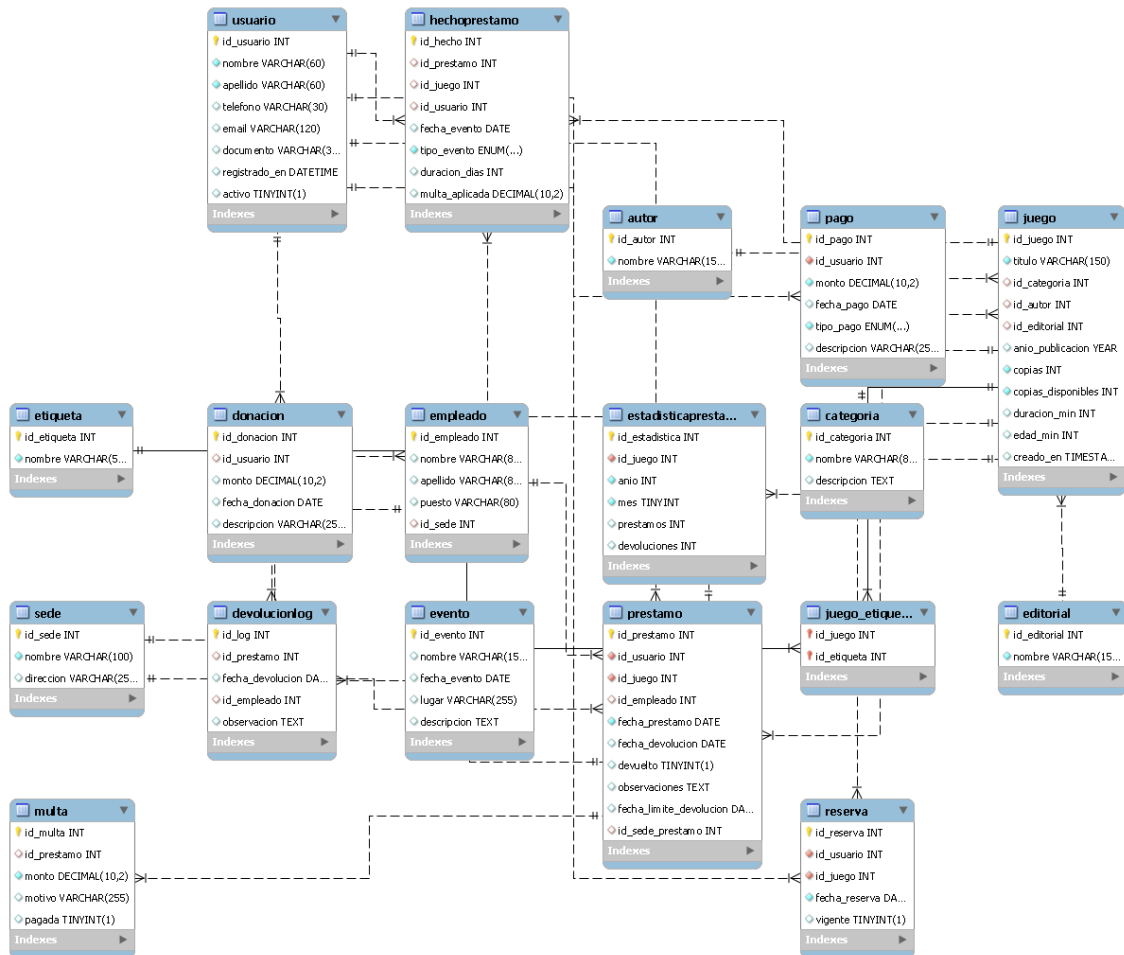 usuario
id_usuario INT
nombre VARCHAR(60)
apellido VARCHAR(60)
telefono VARCHAR(30)
email VARCHAR(120)
documento VARCHAR(3...
registrado_en DATETIME
activo TINYINT(1)
Indexes
hechoprestamo
id_hecho INT
id_prestamo INT
id_juego INT
id_usuario INT
fecha_evento DATE
tipo_evento ENUM(...)
duracion_dias INT
multa_aplicada DECIMAL(10,2)
Indexes
autor
id_autor INT
nombre VARCHAR(15...
Indexes
pago
id_pago INT
id_usuario INT
monto DECIMAL(10,2)
fecha_pago DATE
tipo_pago ENUM(...)
descripcion VARCHAR(25...
Indexes
juego
id_juego INT
titulo VARCHAR(150)
id_categoria INT
id_autor INT
id_editorial INT
anio_publicacion YEAR
copias INT
copias_disponibles INT
duracion_min INT
edad_min INT
creado_en TIMESTA...
Indexes
etiqueta
id_etiqueta INT
nombre VARCHAR(5...
Indexes
donacion
id_donacion INT
id_usuario INT
monto DECIMAL(10,2)
fecha_donacion DATE
descripcion VARCHAR(25...
Indexes
empleado
id_empleado INT
nombre VARCHAR(8...
apellido VARCHAR(8...
puesto VARCHAR(80)
id_sede INT
Indexes
estadisticapresta...
id_estadistica INT
id_juego INT
anio INT
mes TINYINT
prestamos INT
devoluciones INT
Indexes
categoria
id_categoria INT
nombre VARCHAR(8...
descripcion TEXT
Indexes
sede
id_sede INT
nombre VARCHAR(100)
direccion VARCHAR(25...
Indexes
devolucionlog
id_log INT
id_prestamo INT
fecha_devolucion DA...
id_empleado INT
observacion TEXT
Indexes
evento
id_evento INT
nombre VARCHAR(15...
fecha_evento DATE
lugar VARCHAR(255)
descripcion TEXT
Indexes
prestamo
id_prestamo INT
id_usuario INT
id_juego INT
id_empleado INT
fecha_prestamo DATE
fecha_devolucion DATE
devuelto TINYINT(1)
observaciones TEXT
fecha_limite_devolucion DA...
id_sede_prestamo INT
Indexes
juego_etique...
id_juego INT
id_etiqueta INT
Indexes
editorial
id_editorial INT
nombre VARCHAR(15...
Indexes
multa
id_multa INT
id_prestamo INT
monto DECIMAL(10,2)
motivo VARCHAR(255)
pagada TINYINT(1)
Indexes
reserva
id_reserva INT
id_usuario INT
id_juego INT
fecha_reserva DA...
vigente TINYINT(1)
Indexes